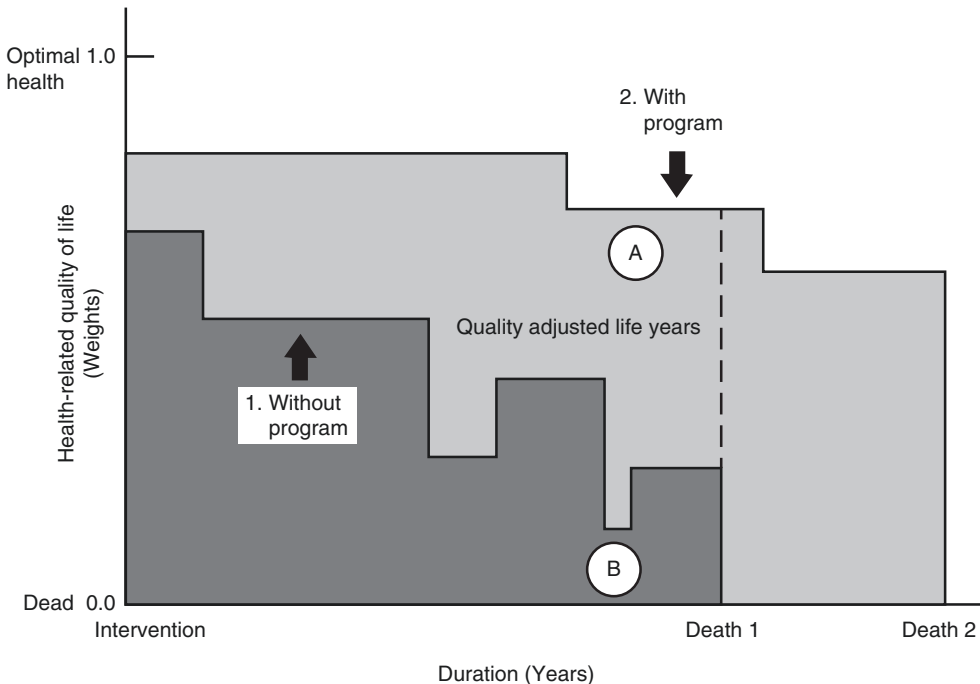 Optimal 1.0
health
2. With
program
A
Health-related quality of life
(Weights)
Quality adjusted life years
1. Without
program
B
Dead 0.0
Intervention
Death 1
Death 2
Duration (Years)